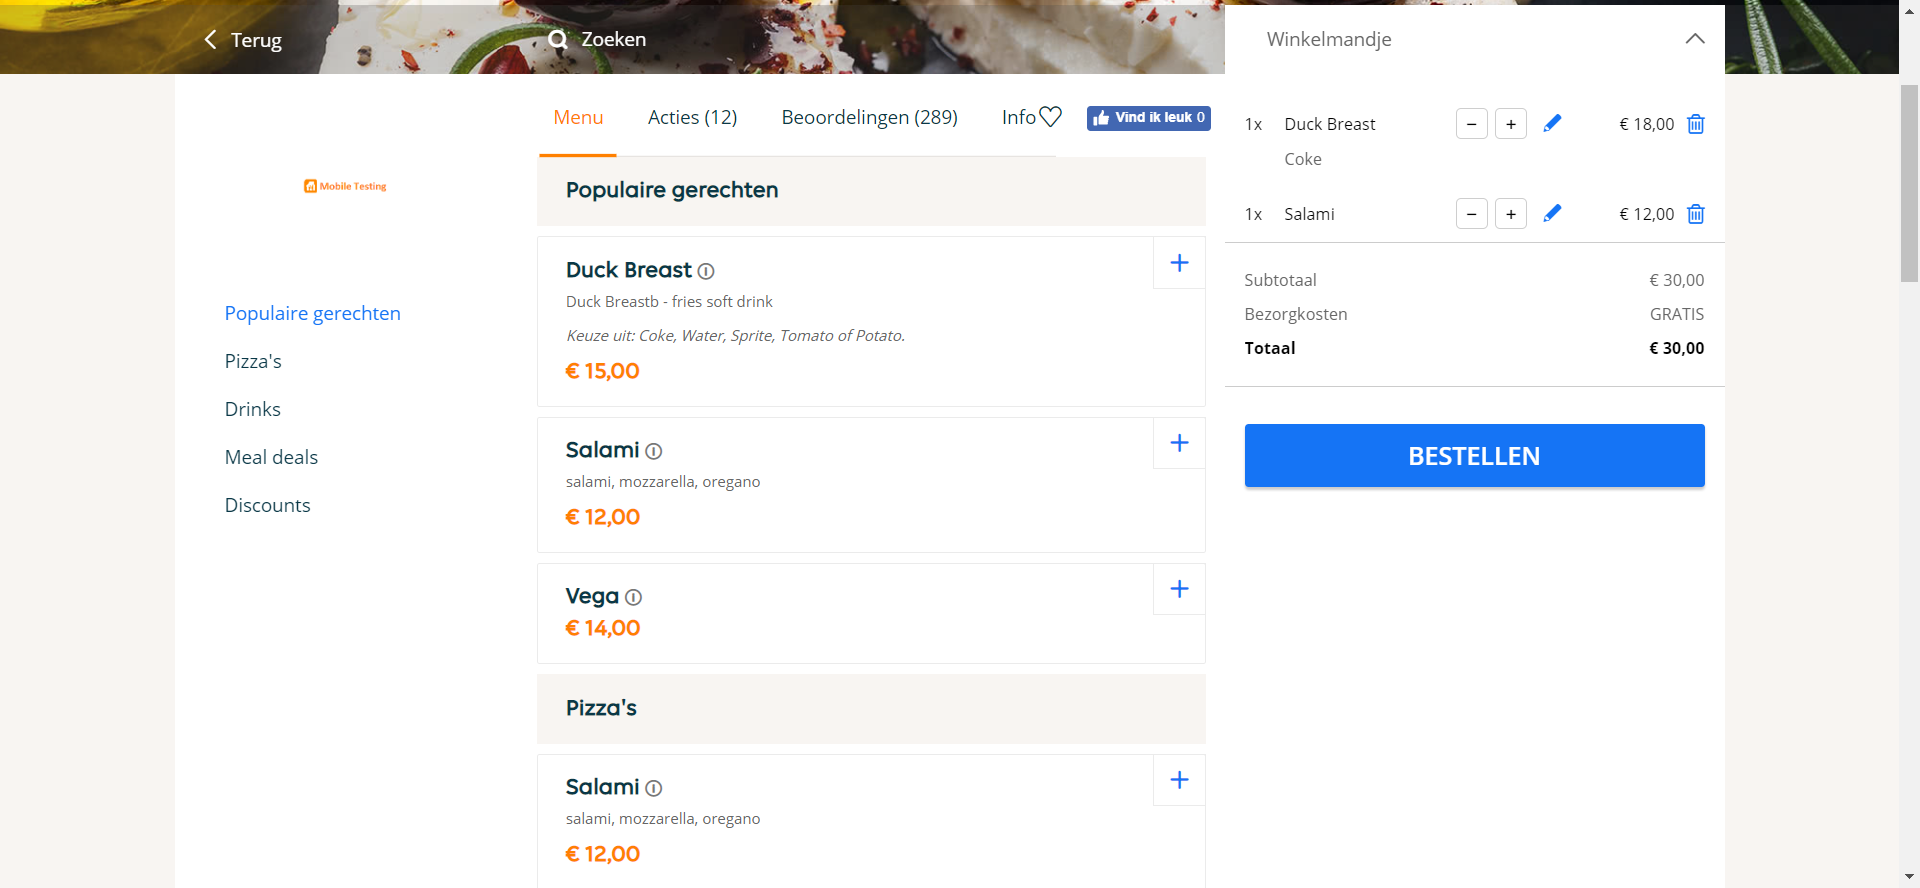 Terug
Zoeken
Winkelmandje
Mobile Testing
Populaire gerechten
Pizza's
Drinks
Meal deals
Discounts
Menu Acties (12) Beoordelingen (289) Info
Vind ik leuk 0
Populaire gerechten
Duck Breast
Duck Breastb - fries soft drink
Keuze uit: Coke, Water, Sprite, Tomato of Potato.
€ 15,00
Salami
salami, mozzarella, oregano
€ 12,00
Vega
€ 14,00
Pizza's
Salami
salami, mozzarella, oregano
€ 12,00
1x Duck Breast − + € 18,00
Coke
1x Salami − + € 12,00
Subtotaal € 30,00
Bezorgkosten GRATIS
Totaal € 30,00
BESTELLEN